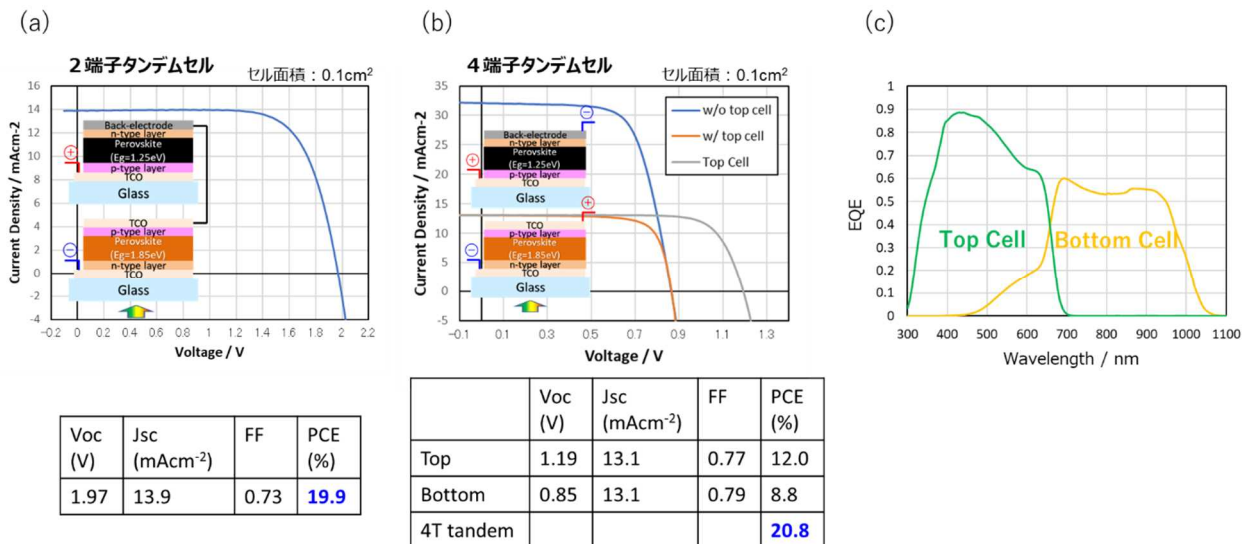 (a)
2端子タンデムセル
セル面積：0.1cm2
Current Density / mAcm-2
16
14
12
10
8
6
4
2
0
-2
-4
Back-electrode
n-type layer
Perovskite
(Eg=1.25eV)
p-type layer
TCO
Glass
TCO
p-type layer
Perovskite
(Eg=1.85eV)
n-type layer
TCO
Glass
⊕
⊖
0 0.2 0.4 0.6 0.8 1 1.2 1.4 1.6 1.8 2 2.2
Voltage / V
Voc (V) Jsc (mAcm-2) FF PCE (%)
1.97 13.9 0.73 19.9
(b)
4端子タンデムセル
セル面積：0.1cm2
Current Density / mAcm-2
35
30
25
20
15
10
5
0
-5
w/o top cell
w/ top cell
Top Cell
⊖
Back-electrode
n-type layer
Perovskite
(Eg=1.25eV)
p-type layer
TCO
Glass
⊕
⊕
TCO
p-type layer
Perovskite
(Eg=1.85eV)
n-type layer
TCO
Glass
⊖
-0.1 0.1 0.3 0.5 0.7 0.9 1.1 1.3
Voltage / V
Voc (V) Jsc (mAcm-2) FF PCE (%)
Top 1.19 13.1 0.77 12.0
Bottom 0.85 13.1 0.79 8.8
4T tandem 20.8
(c)
EQE
1
0.9
0.8
0.7
0.6
0.5
0.4
0.3
0.2
0.1
0
Top Cell
Bottom Cell
300 400 500 600 700 800 900 1000 1100
Wavelength / nm